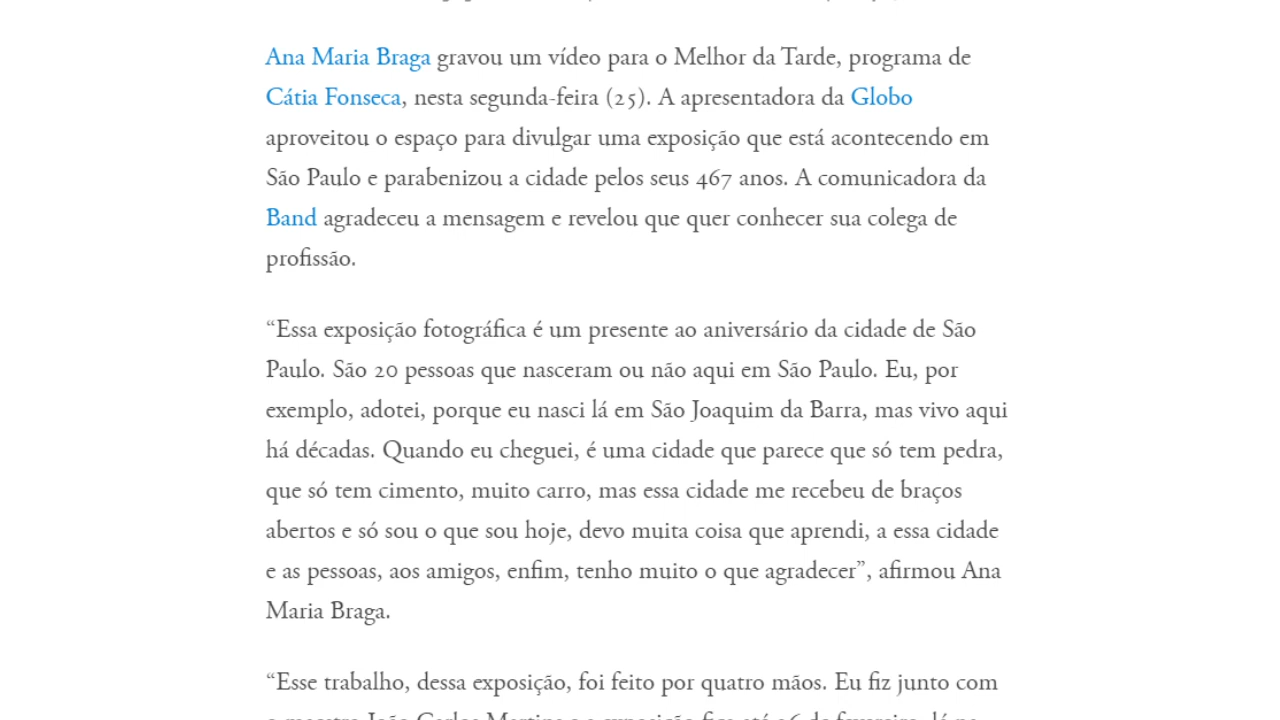 Ana Maria Braga gravou um vídeo para o Melhor da Tarde, programa de
Cátia Fonseca, nesta segunda-feira (25). A apresentadora da Globo
aproveitou o espaço para divulgar uma exposição que está acontecendo em
São Paulo e parabenizou a cidade pelos seus 467 anos. A comunicadora da
Band agradeceu a mensagem e revelou que quer conhecer sua colega de
profissão.
“Essa exposição fotográfica é um presente ao aniversário da cidade de São
Paulo. São 20 pessoas que nasceram ou não aqui em São Paulo. Eu, por
exemplo, adotei, porque eu nasci lá em São Joaquim da Barra, mas vivo aqui
há décadas. Quando eu cheguei, é uma cidade que parece que só tem pedra,
que só tem cimento, muito carro, mas essa cidade me recebeu de braços
abertos e só sou o que sou hoje, devo muita coisa que aprendi, a essa cidade
e as pessoas, aos amigos, enfim, tenho muito o que agradecer”, afirmou Ana
Maria Braga.
“Esse trabalho, dessa exposição, foi feito por quatro mãos. Eu fiz junto com